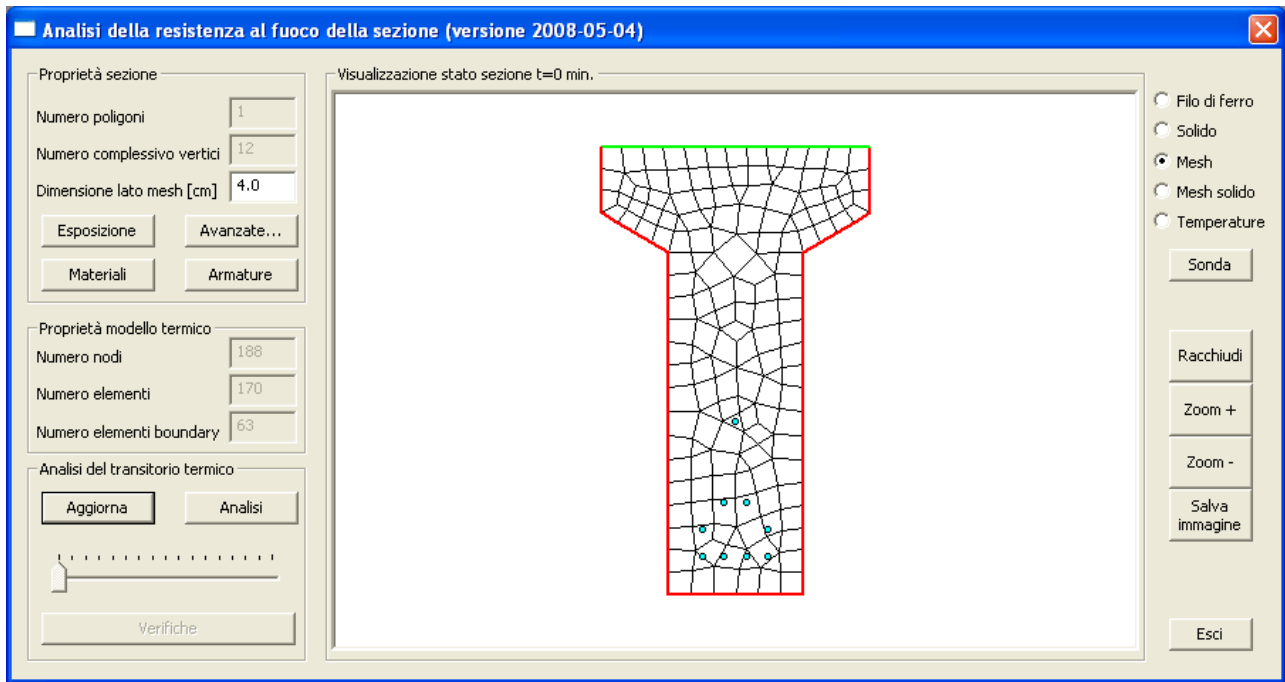 Analisi della resistenza al fuoco della sezione (versione 2008-05-04)
Proprietà sezione
Numero poligoni 1
Numero complessivo vertici 12
Dimensione lato mesh [cm] 4.0
Esposizione Avanzate...
Materiali Armature
Proprietà modello termico
Numero nodi 188
Numero elementi 170
Numero elementi boundary 63
Analisi del transitorio termico
Aggiorna Analisi
Verifiche
Visualizzazione stato sezione t=0 min.
Filo di ferro
Solido
Mesh
Mesh solido
Temperature
Sonda
Racchiudi
Zoom +
Zoom -
Salva
immagine
Esci